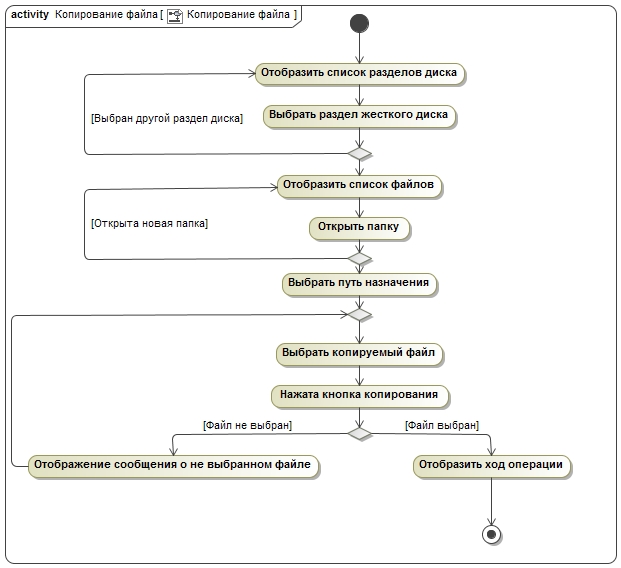 activity Копирование файла [ Копирование файла ]
Отобразить список разделов диска
Выбрать раздел жесткого диска
[Выбран другой раздел диска]
Отобразить список файлов
[Открыта новая папка]
Открыть папку
Выбрать путь назначения
Выбрать копируемый файл
Нажата кнопка копирования
[Файл не выбран]
[Файл выбран]
Отображение сообщения о не выбранном файле
Отобразить ход операции